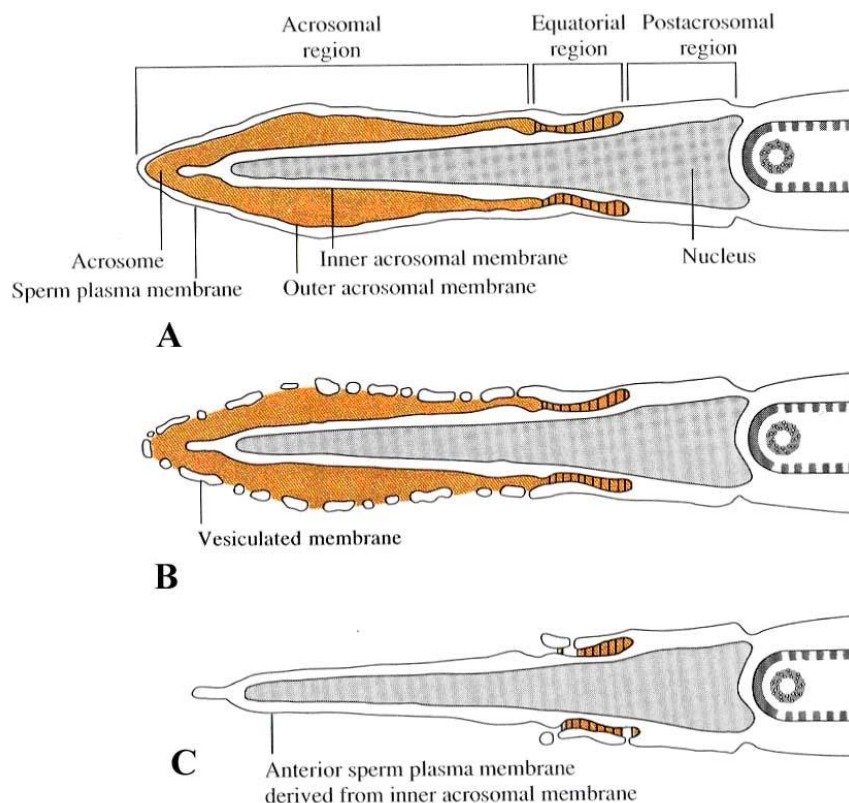 Acrosomal
region
Equatorial
region
Postacrosomal
region
Acrosome
Sperm plasma membrane
Inner acrosomal membrane
Outer acrosomal membrane
Nucleus
A
Vesiculated membrane
B
C
Anterior sperm plasma membrane
derived from inner acrosomal membrane